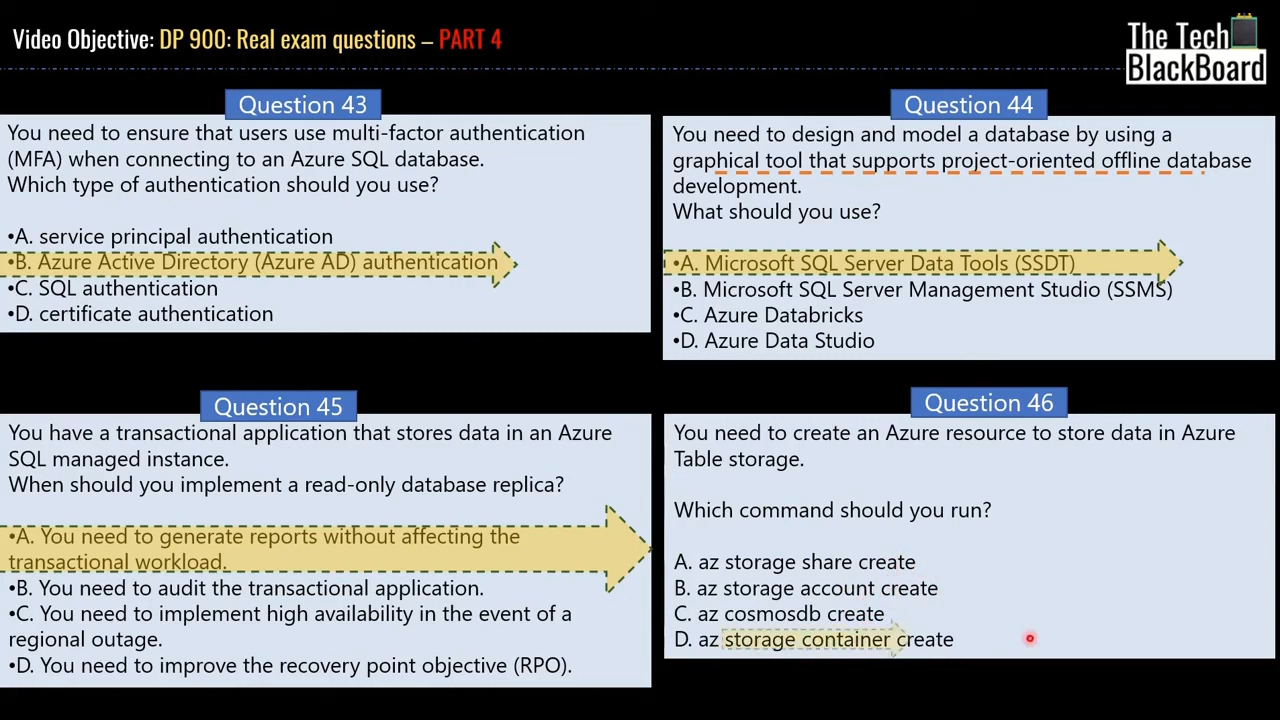 Video Objective: DP 900: Real exam questions – PART 4
The Tech
BlackBoard
Question 43
You need to ensure that users use multi-factor authentication
(MFA) when connecting to an Azure SQL database.
Which type of authentication should you use?
•A. service principal authentication
•B. Azure Active Directory (Azure AD) authentication
•C. SQL authentication
•D. certificate authentication
Question 44
You need to design and model a database by using a
graphical tool that supports project-oriented offline database
development.
What should you use?
•A. Microsoft SQL Server Data Tools (SSDT)
•B. Microsoft SQL Server Management Studio (SSMS)
•C. Azure Databricks
•D. Azure Data Studio
Question 45
You have a transactional application that stores data in an Azure
SQL managed instance.
When should you implement a read-only database replica?
•A. You need to generate reports without affecting the
transactional workload.
•B. You need to audit the transactional application.
•C. You need to implement high availability in the event of a
regional outage.
•D. You need to improve the recovery point objective (RPO).
Question 46
You need to create an Azure resource to store data in Azure
Table storage.
Which command should you run?
A. az storage share create
B. az storage account create
C. az cosmosdb create
D. az storage container create